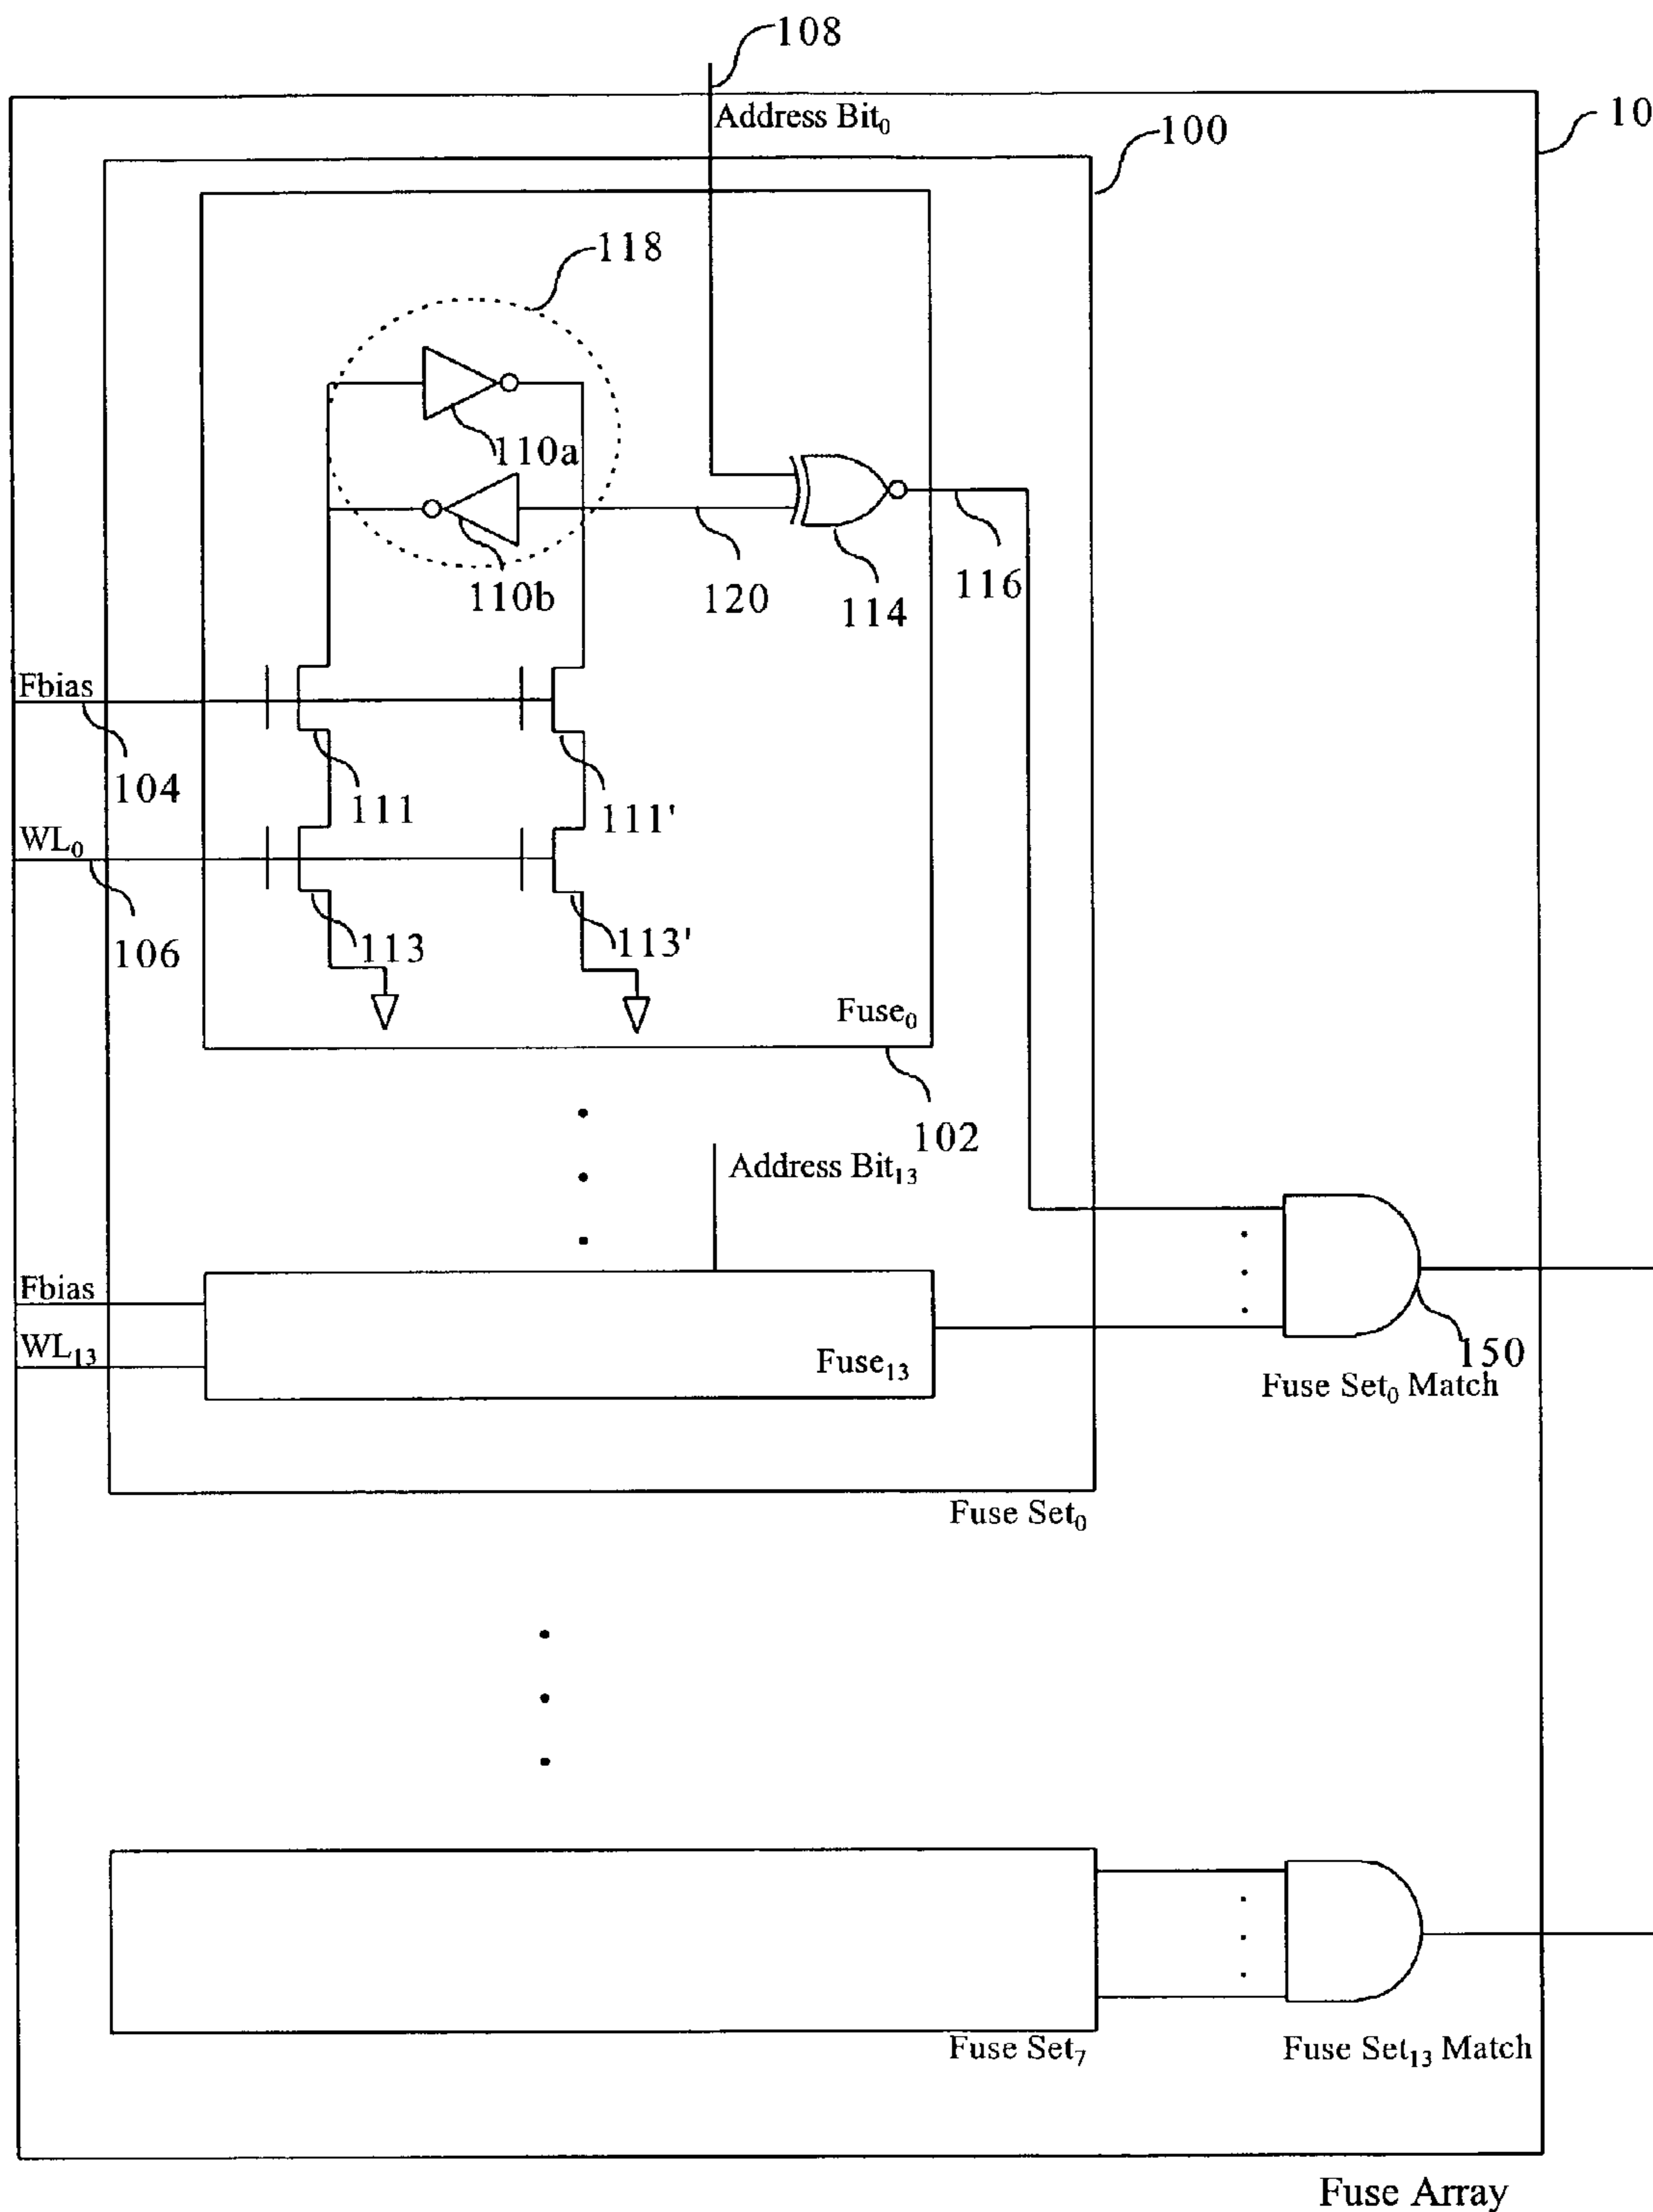 108
Address Bit₀
100
10
118
110a
110b
120
114
116
Fbias
104
111
111'
WL₀
106
113
113'
Fuse₀
102
Address Bit₁₃
Fbias
WL₁₃
Fuse₁₃
150
Fuse Set₀ Match
Fuse Set₀
Fuse Set₇
Fuse Set₁₃ Match
Fuse Array